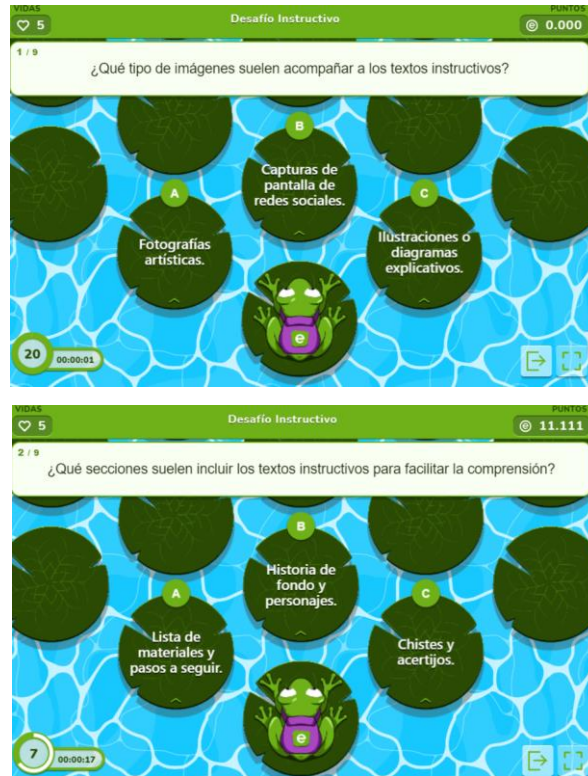 VIDAS
5
Desafío Instructivo
PUNTOS
0.000
1 / 9
¿Qué tipo de imágenes suelen acompañar a los textos instructivos?
A
Fotografías
artísticas.
B
Capturas de
pantalla de
redes sociales.
C
Ilustraciones o
diagramas
explicativos.
e
20
00:00:01
VIDAS
5
Desafío Instructivo
PUNTOS
11.111
2 / 9
¿Qué secciones suelen incluir los textos instructivos para facilitar la comprensión?
A
Lista de
materiales y
pasos a seguir.
B
Historia de
fondo y
personajes.
C
Chistes y
acertijos.
e
7
00:00:17